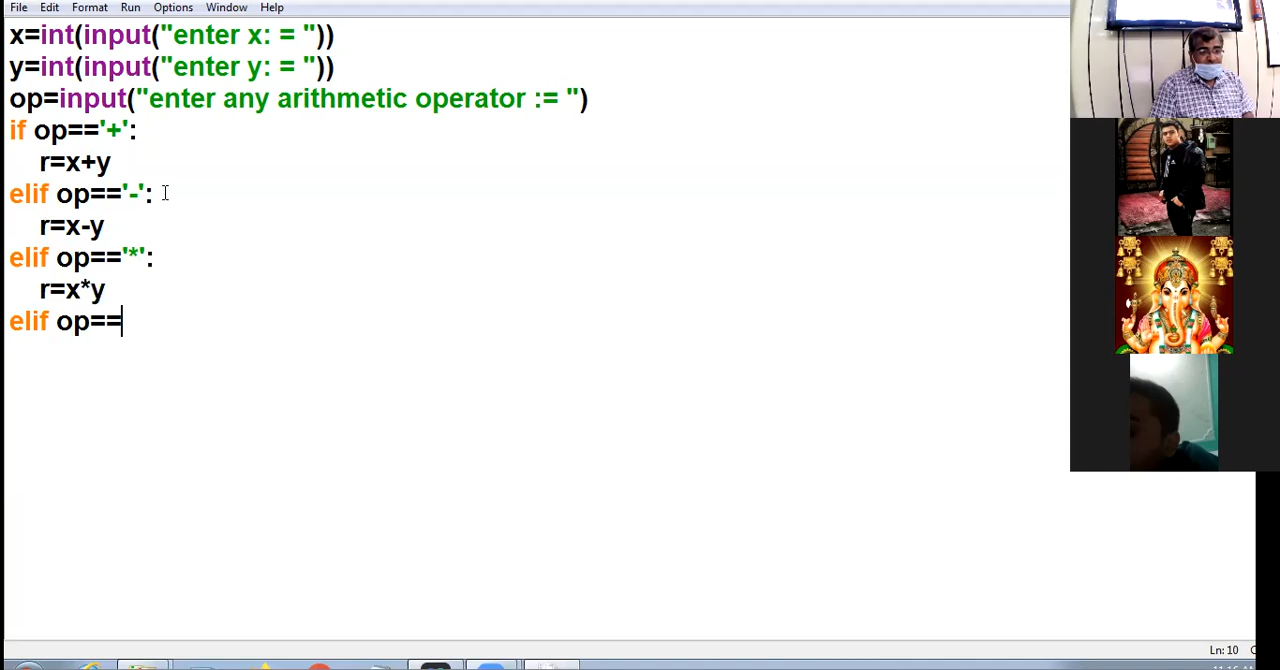 File Edit Format Run Options Window Help
x=int(input("enter x: = "))
y=int(input("enter y: = "))
op=input("enter any arithmetic operator := ")
if op=='+':
    r=x+y
elif op=='-':
    r=x-y
elif op=='*':
    r=x*y
elif op==
Ln: 10